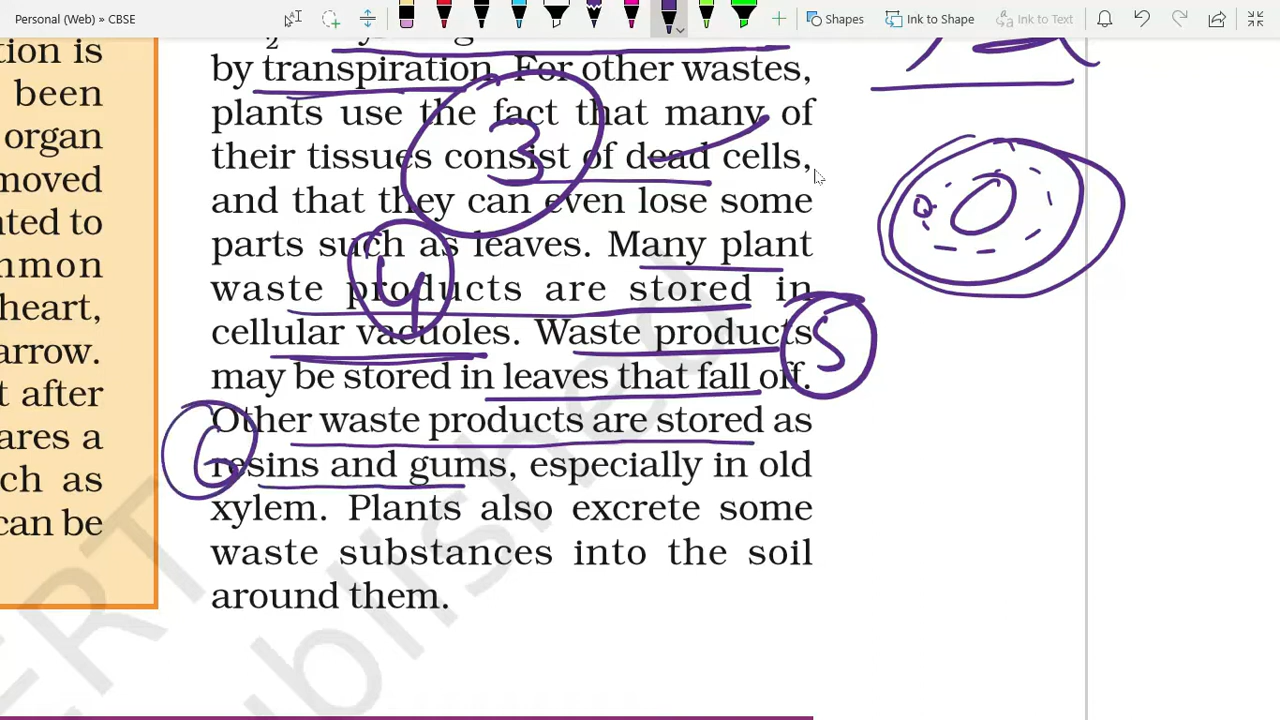 Personal (Web) » CBSE
Shapes
Ink to Shape
Ink to Text
tion is
been
organ
moved
nted to
mmon
heart,
arrow.
t after
ares a
ch as
can be
2
by transpiration. For other wastes,
plants use the fact that many of
their tissues consist of dead cells,
and that they can even lose some
parts such as leaves. Many plant
waste products are stored in
cellular vacuoles. Waste products
may be stored in leaves that fall off.
Other waste products are stored as
resins and gums, especially in old
xylem. Plants also excrete some
waste substances into the soil
around them.
3
4
5
6